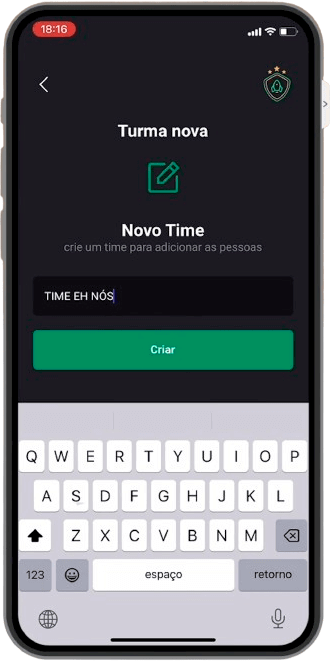 18:16
Turma nova
Novo Time
crie um time para adicionar as pessoas
TIME EH NÓS
Criar
Q W E R T Y U I O P
A S D F G H J K L
Z X C V B N M
123 espaço retorno